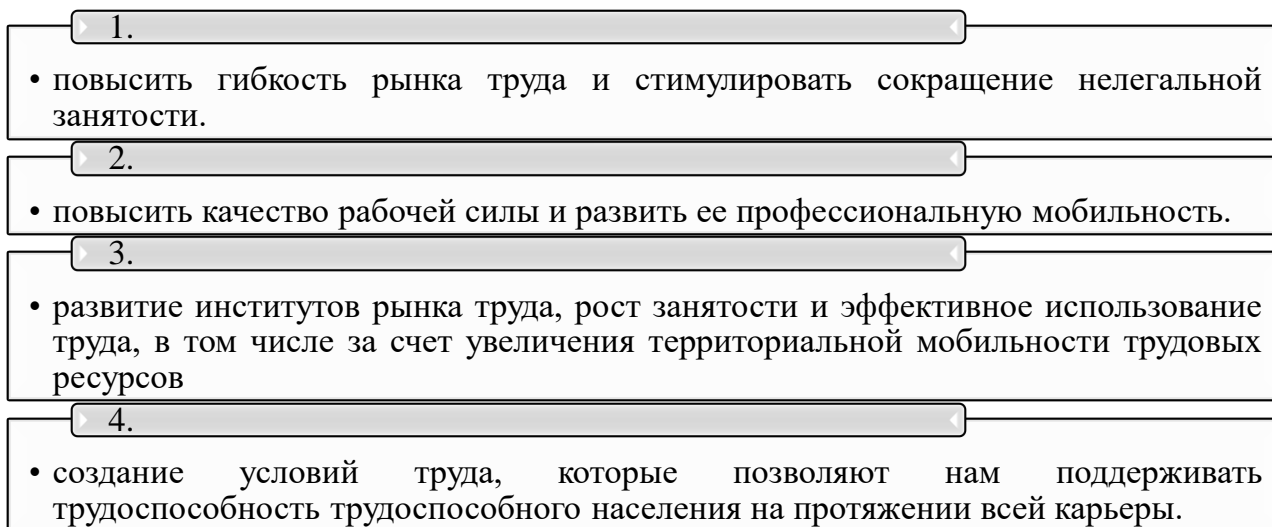 1.
• повысить гибкость рынка труда и стимулировать сокращение нелегальной
занятости.
2.
• повысить качество рабочей силы и развить ее профессиональную мобильность.
3.
• развитие институтов рынка труда, рост занятости и эффективное использование
труда, в том числе за счет увеличения территориальной мобильности трудовых
ресурсов
4.
• создание условий труда, которые позволяют нам поддерживать
трудоспособность трудоспособного населения на протяжении всей карьеры.